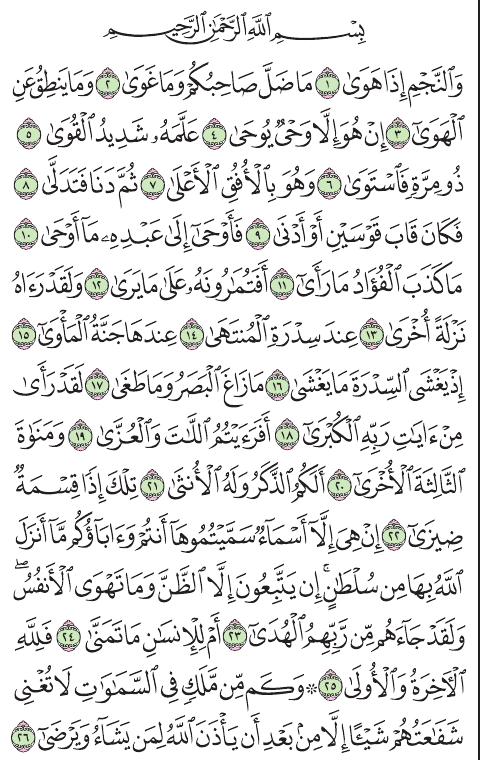 بِسْمِ ٱللَّهِ ٱلرَّحْمَٰنِ ٱلرَّحِيمِ
وَٱلنَّجْمِ إِذَا هَوَىٰ ١ مَا ضَلَّ صَاحِبُكُمْ وَمَا غَوَىٰ ٢ وَمَا يَنطِقُ عَنِ
ٱلْهَوَىٰٓ ٣ إِنْ هُوَ إِلَّا وَحْىٌ يُوحَىٰ ٤ عَلَّمَهُۥ شَدِيدُ ٱلْقُوَىٰ ٥
ذُو مِرَّةٍ فَٱسْتَوَىٰ ٦ وَهُوَ بِٱلْأُفُقِ ٱلْأَعْلَىٰ ٧ ثُمَّ دَنَا فَتَدَلَّىٰ ٨
فَكَانَ قَابَ قَوْسَيْنِ أَوْ أَدْنَىٰ ٩ فَأَوْحَىٰٓ إِلَىٰ عَبْدِهِۦ مَآ أَوْحَىٰ ١٠
مَا كَذَبَ ٱلْفُؤَادُ مَا رَأَىٰٓ ١١ أَفَتُمَٰرُونَهُۥ عَلَىٰ مَا يَرَىٰ ١٢ وَلَقَدْ رَءَاهُ
نَزْلَةً أُخْرَىٰ ١٣ عِندَ سِدْرَةِ ٱلْمُنتَهَىٰ ١٤ عِندَهَا جَنَّةُ ٱلْمَأْوَىٰٓ ١٥
إِذْ يَغْشَى ٱلسِّدْرَةَ مَا يَغْشَىٰ ١٦ مَا زَاغَ ٱلْبَصَرُ وَمَا طَغَىٰ ١٧ لَقَدْ رَأَىٰ
مِنْ ءَايَٰتِ رَبِّهِ ٱلْكُبْرَىٰٓ ١٨ أَفَرَءَيْتُمُ ٱللَّٰتَ وَٱلْعُزَّىٰ ١٩ وَمَنَوٰةَ
ٱلثَّالِثَةَ ٱلْأُخْرَىٰٓ ٢٠ أَلَكُمُ ٱلذَّكَرُ وَلَهُ ٱلْأُنثَىٰ ٢١ تِلْكَ إِذًا قِسْمَةٌ
ضِيزَىٰٓ ٢٢ إِنْ هِىَ إِلَّآ أَسْمَآءٌ سَمَّيْتُمُوهَآ أَنتُمْ وَءَابَآؤُكُم مَّآ أَنزَلَ
ٱللَّهُ بِهَا مِن سُلْطَٰنٍ ۚ إِن يَتَّبِعُونَ إِلَّا ٱلظَّنَّ وَمَا تَهْوَى ٱلْأَنفُسُ ۖ
وَلَقَدْ جَآءَهُم مِّن رَّبِّهِمُ ٱلْهُدَىٰٓ ٢٣ أَمْ لِلْإِنسَٰنِ مَا تَمَنَّىٰ ٢٤ فَلِلَّهِ
ٱلْءَاخِرَةُ وَٱلْأُولَىٰ ٢٥ ۞ وَكَم مِّن مَّلَكٍ فِى ٱلسَّمَٰوَٰتِ لَا تُغْنِى
شَفَٰعَتُهُمْ شَيْـًٔا إِلَّا مِنۢ بَعْدِ أَن يَأْذَنَ ٱللَّهُ لِمَن يَشَآءُ وَيَرْضَىٰٓ ٢٦